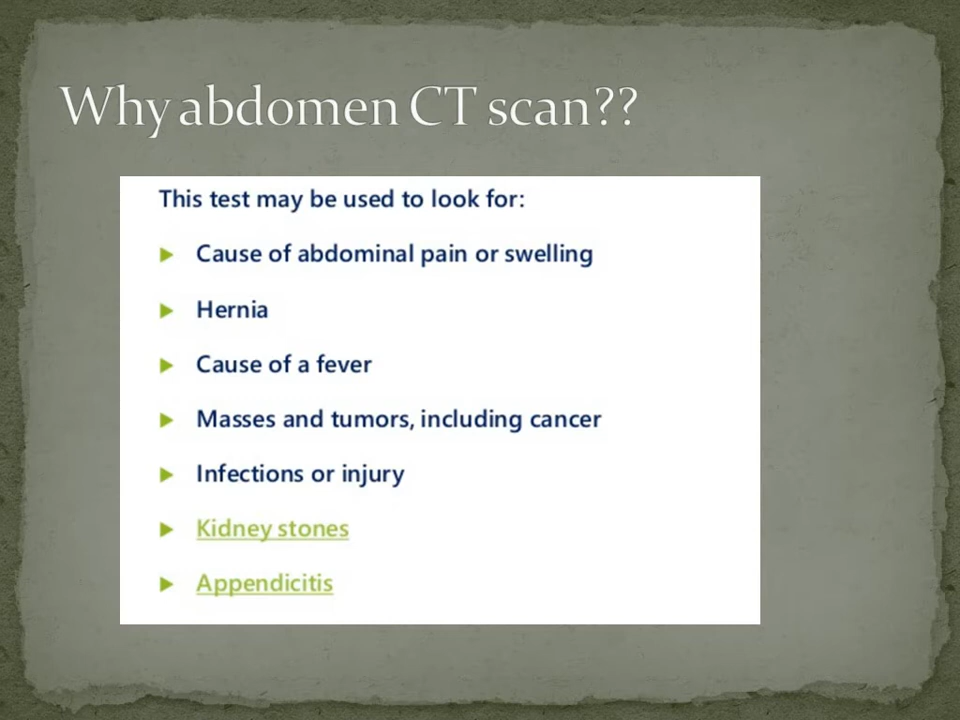 Why abdomen CT scan??
This test may be used to look for:
Cause of abdominal pain or swelling
Hernia
Cause of a fever
Masses and tumors, including cancer
Infections or injury
Kidney stones
Appendicitis